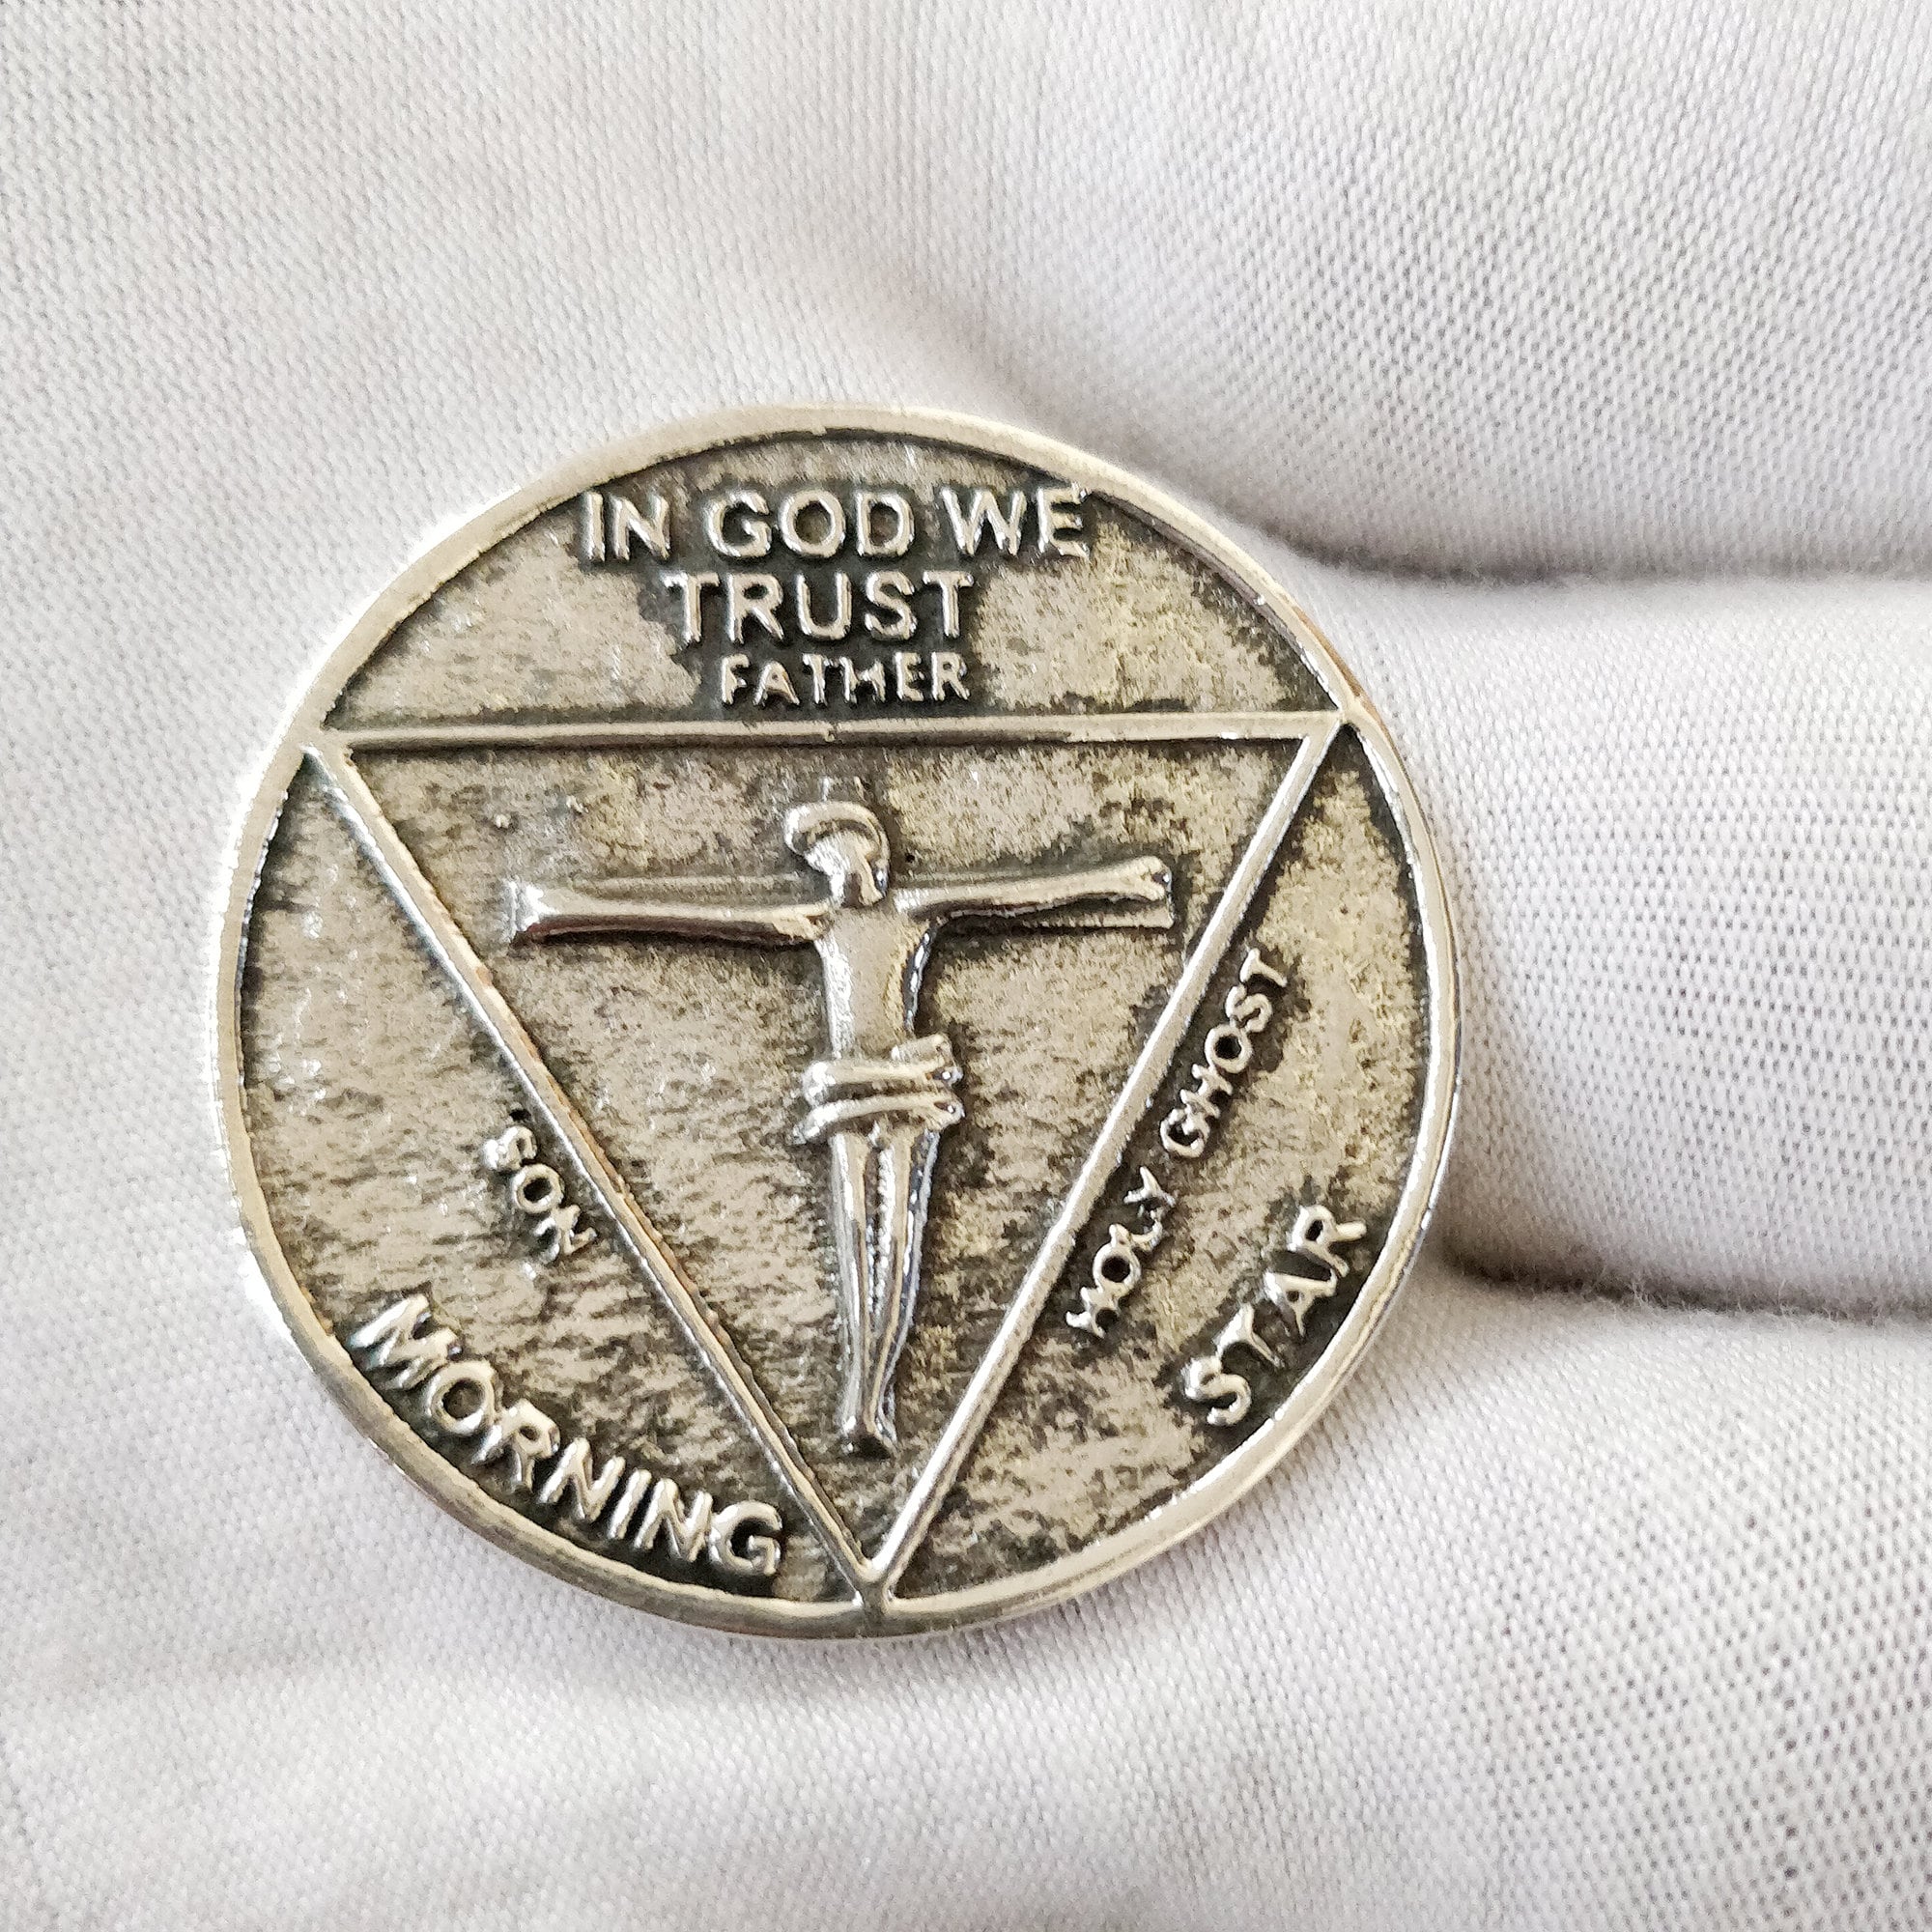 IN GOD WE
TRUST
FATHER
SON
HOLY GHOST
MORNING
STAR